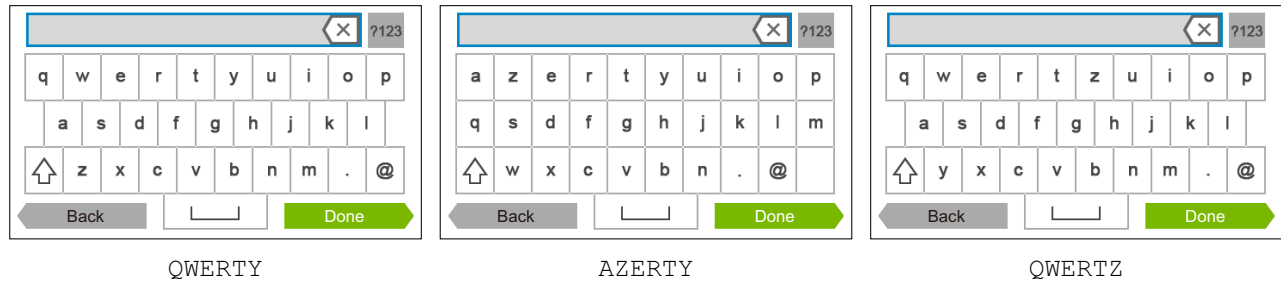 ?123 ?123 ?123
q w e r t y u i o p a z e r t y u i o p q w e r t z u i o p
a s d f g h j k l q s d f g h j k l m a s d f g h j k l
z x c v b n m . @ w x c v b n . @ y x c v b n m . @
Back Done Back Done Back Done
QWERTY AZERTY QWERTZ